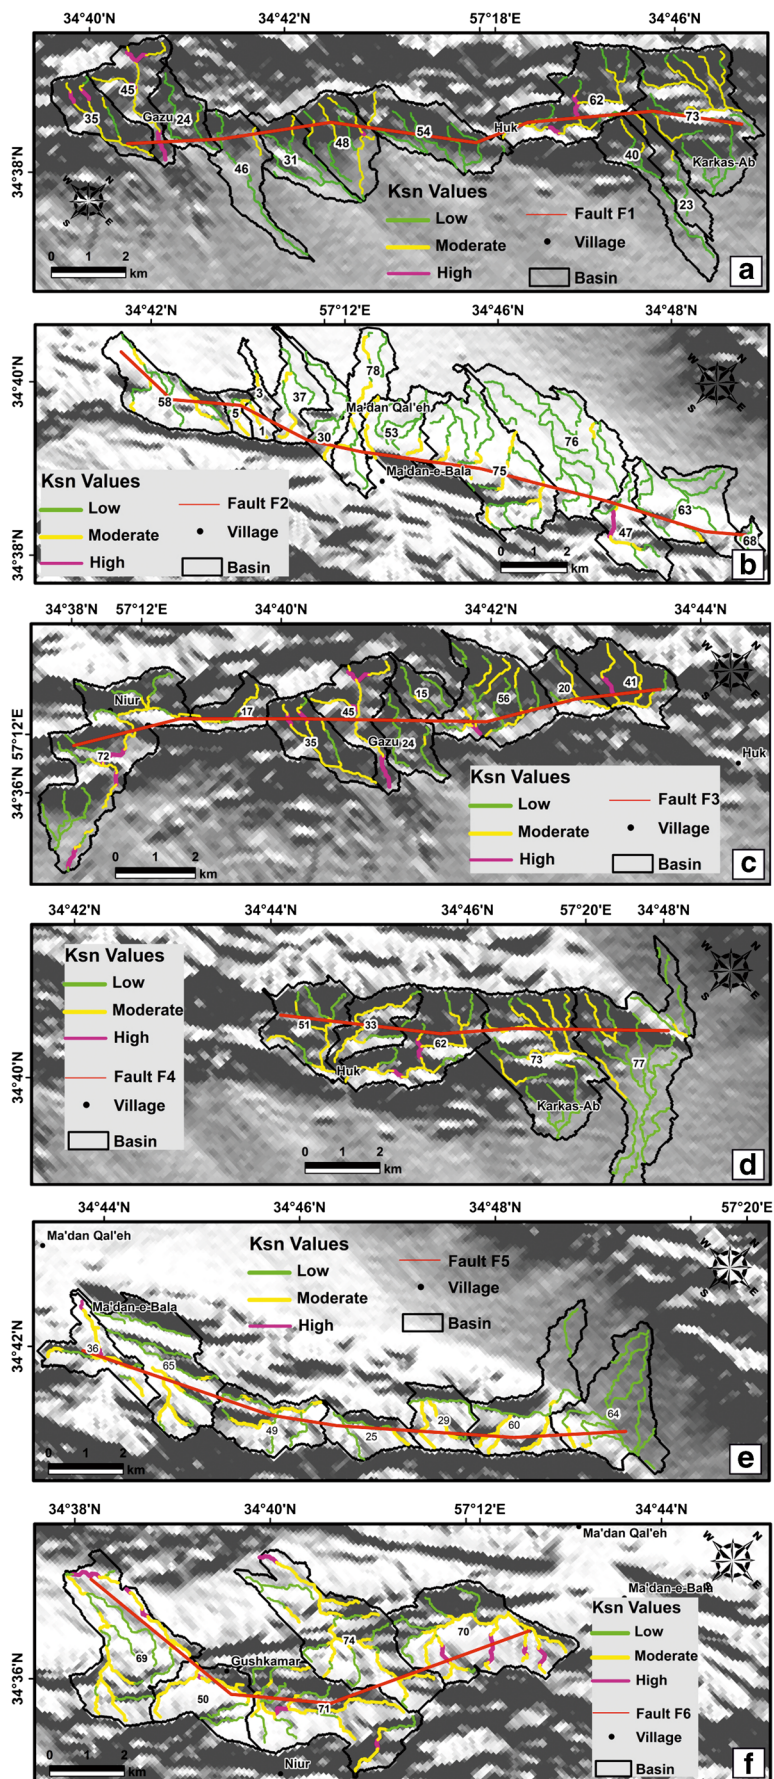 34°40'N 34°42'N 57°18'E 34°46'N
45
62
35
Gazu 24
73
48
54
Huk
31
40
46
Karkas-Ab
34°38'N
W N
S E
Ksn Values
23
Low
Fault F1
Moderate
Village
0 1 2
km
High
Basin
a
34°42'N 57°12'E 34°46'N 34°48'N
34°40'N
W N
S E
78
3
37
58
Ma'dan Qal'eh
5
1
30
53
76
Ma'dan-e-Bala
75
Ksn Values
Low
Fault F2
63
Moderate
Village
47
68
34°38'N
High
Basin
0 1 2
km
b
34°38'N 57°12'E 34°40'N 34°42'N 34°44'N
W N
S E
Niur
15
20
41
56
17
45
57°12'E
35
Gazu 24
72
Huk
34°36'N
Ksn Values
Low
Fault F3
Moderate
Village
0 1 2
km
High
Basin
c
34°42'N 34°44'N 34°46'N 57°20'E 34°48'N
Ksn Values
W N
S E
Low
Moderate
51
33
High
62
73
77
34°40'N
Huk
Fault F4
Village
Karkas-Ab
Basin
0 1 2
km
d
34°44'N 34°46'N 34°48'N 57°20'E
Ma'dan Qal'eh
Ksn Values
Fault F5
W N
S E
Low
Village
Moderate
Ma'dan-e-Bala
High
Basin
34°42'N
36
65
64
29
60
49
25
0 1 2
km
e
34°38'N 34°40'N 57°12'E 34°44'N
Ma'dan Qal'eh
W N
S E
Ma'dan-e-Bala
Ksn Values
Low
70
74
Moderate
69
Gushkamar
High
34°36'N
50
71
Fault F6
Village
Niur
0 1 2
km
Basin
f